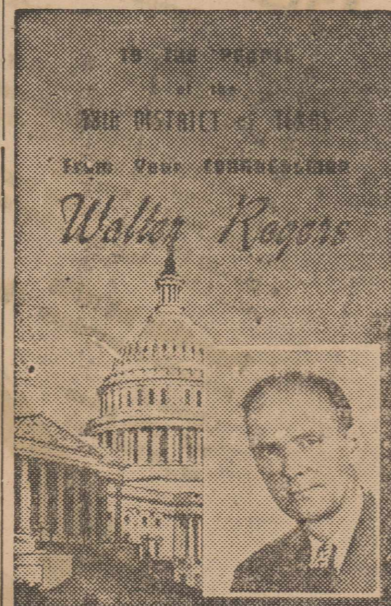 TO THE PEOPLE
of the
18th DISTRICT of TEXAS
From Your CONGRESSMAN
Walter Rogers